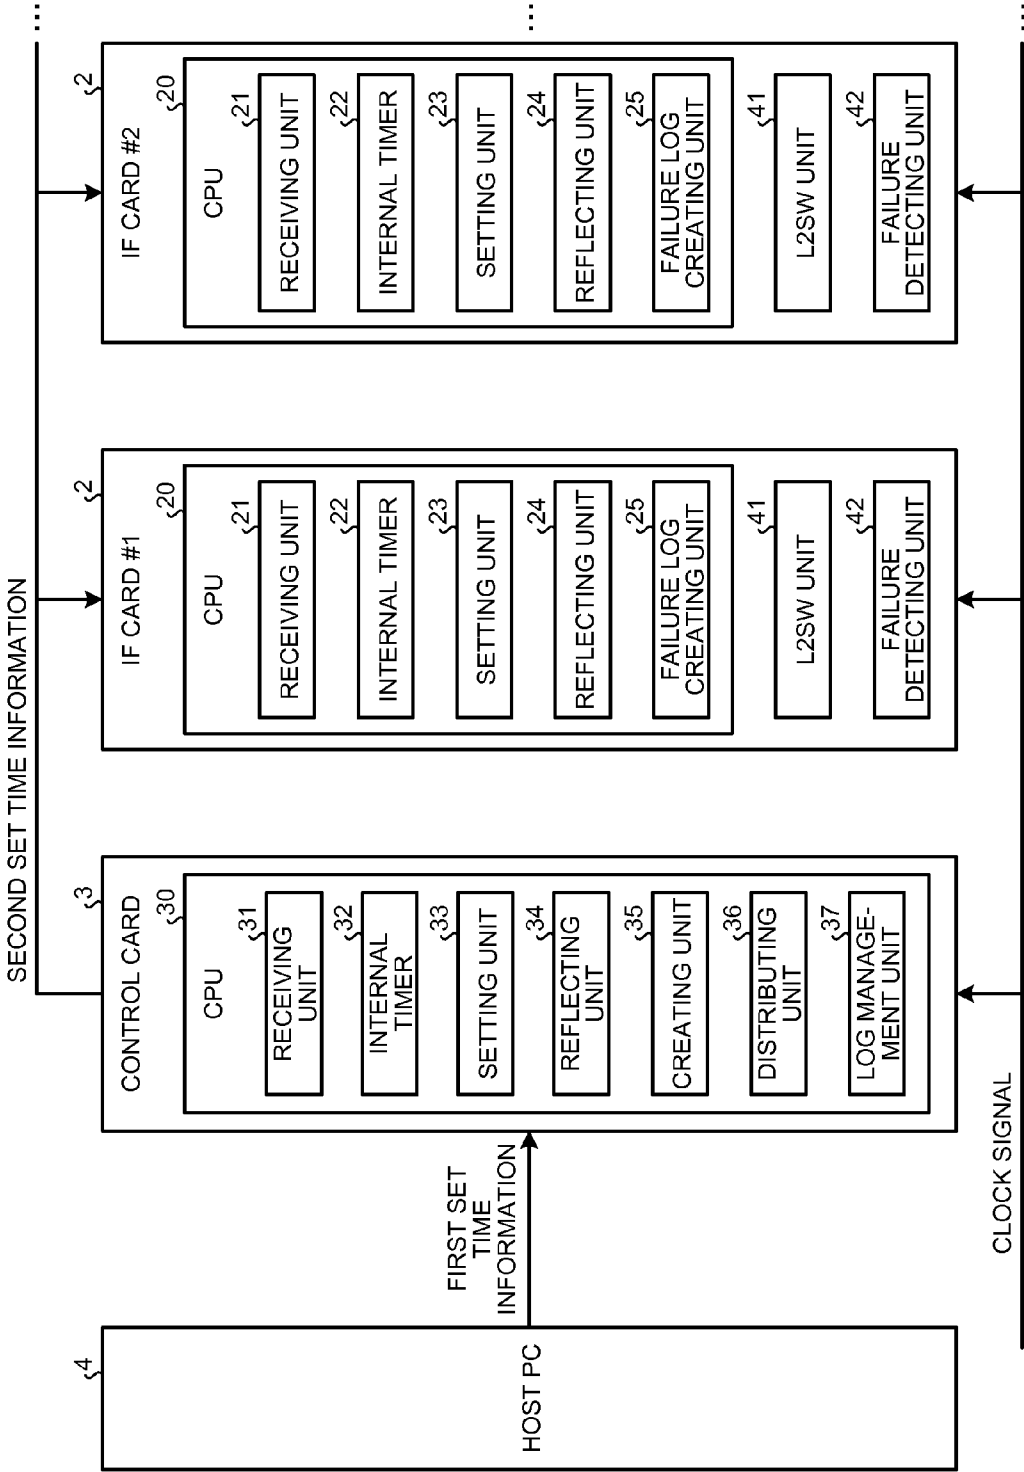 SECOND SET TIME INFORMATION
4
HOST PC
FIRST SET
TIME
INFORMATION
3
CONTROL CARD
30
CPU
31
RECEIVING
UNIT
32
INTERNAL
TIMER
33
SETTING UNIT
34
REFLECTING
UNIT
35
CREATING UNIT
36
DISTRIBUTING
UNIT
37
LOG MANAGE-
MENT UNIT
2
IF CARD #1
20
CPU
21
RECEIVING UNIT
22
INTERNAL TIMER
23
SETTING UNIT
24
REFLECTING UNIT
25
FAILURE LOG
CREATING UNIT
41
L2SW UNIT
42
FAILURE
DETECTING UNIT
2
IF CARD #2
20
CPU
21
RECEIVING UNIT
22
INTERNAL TIMER
23
SETTING UNIT
24
REFLECTING UNIT
25
FAILURE LOG
CREATING UNIT
41
L2SW UNIT
42
FAILURE
DETECTING UNIT
...
...
...
CLOCK SIGNAL